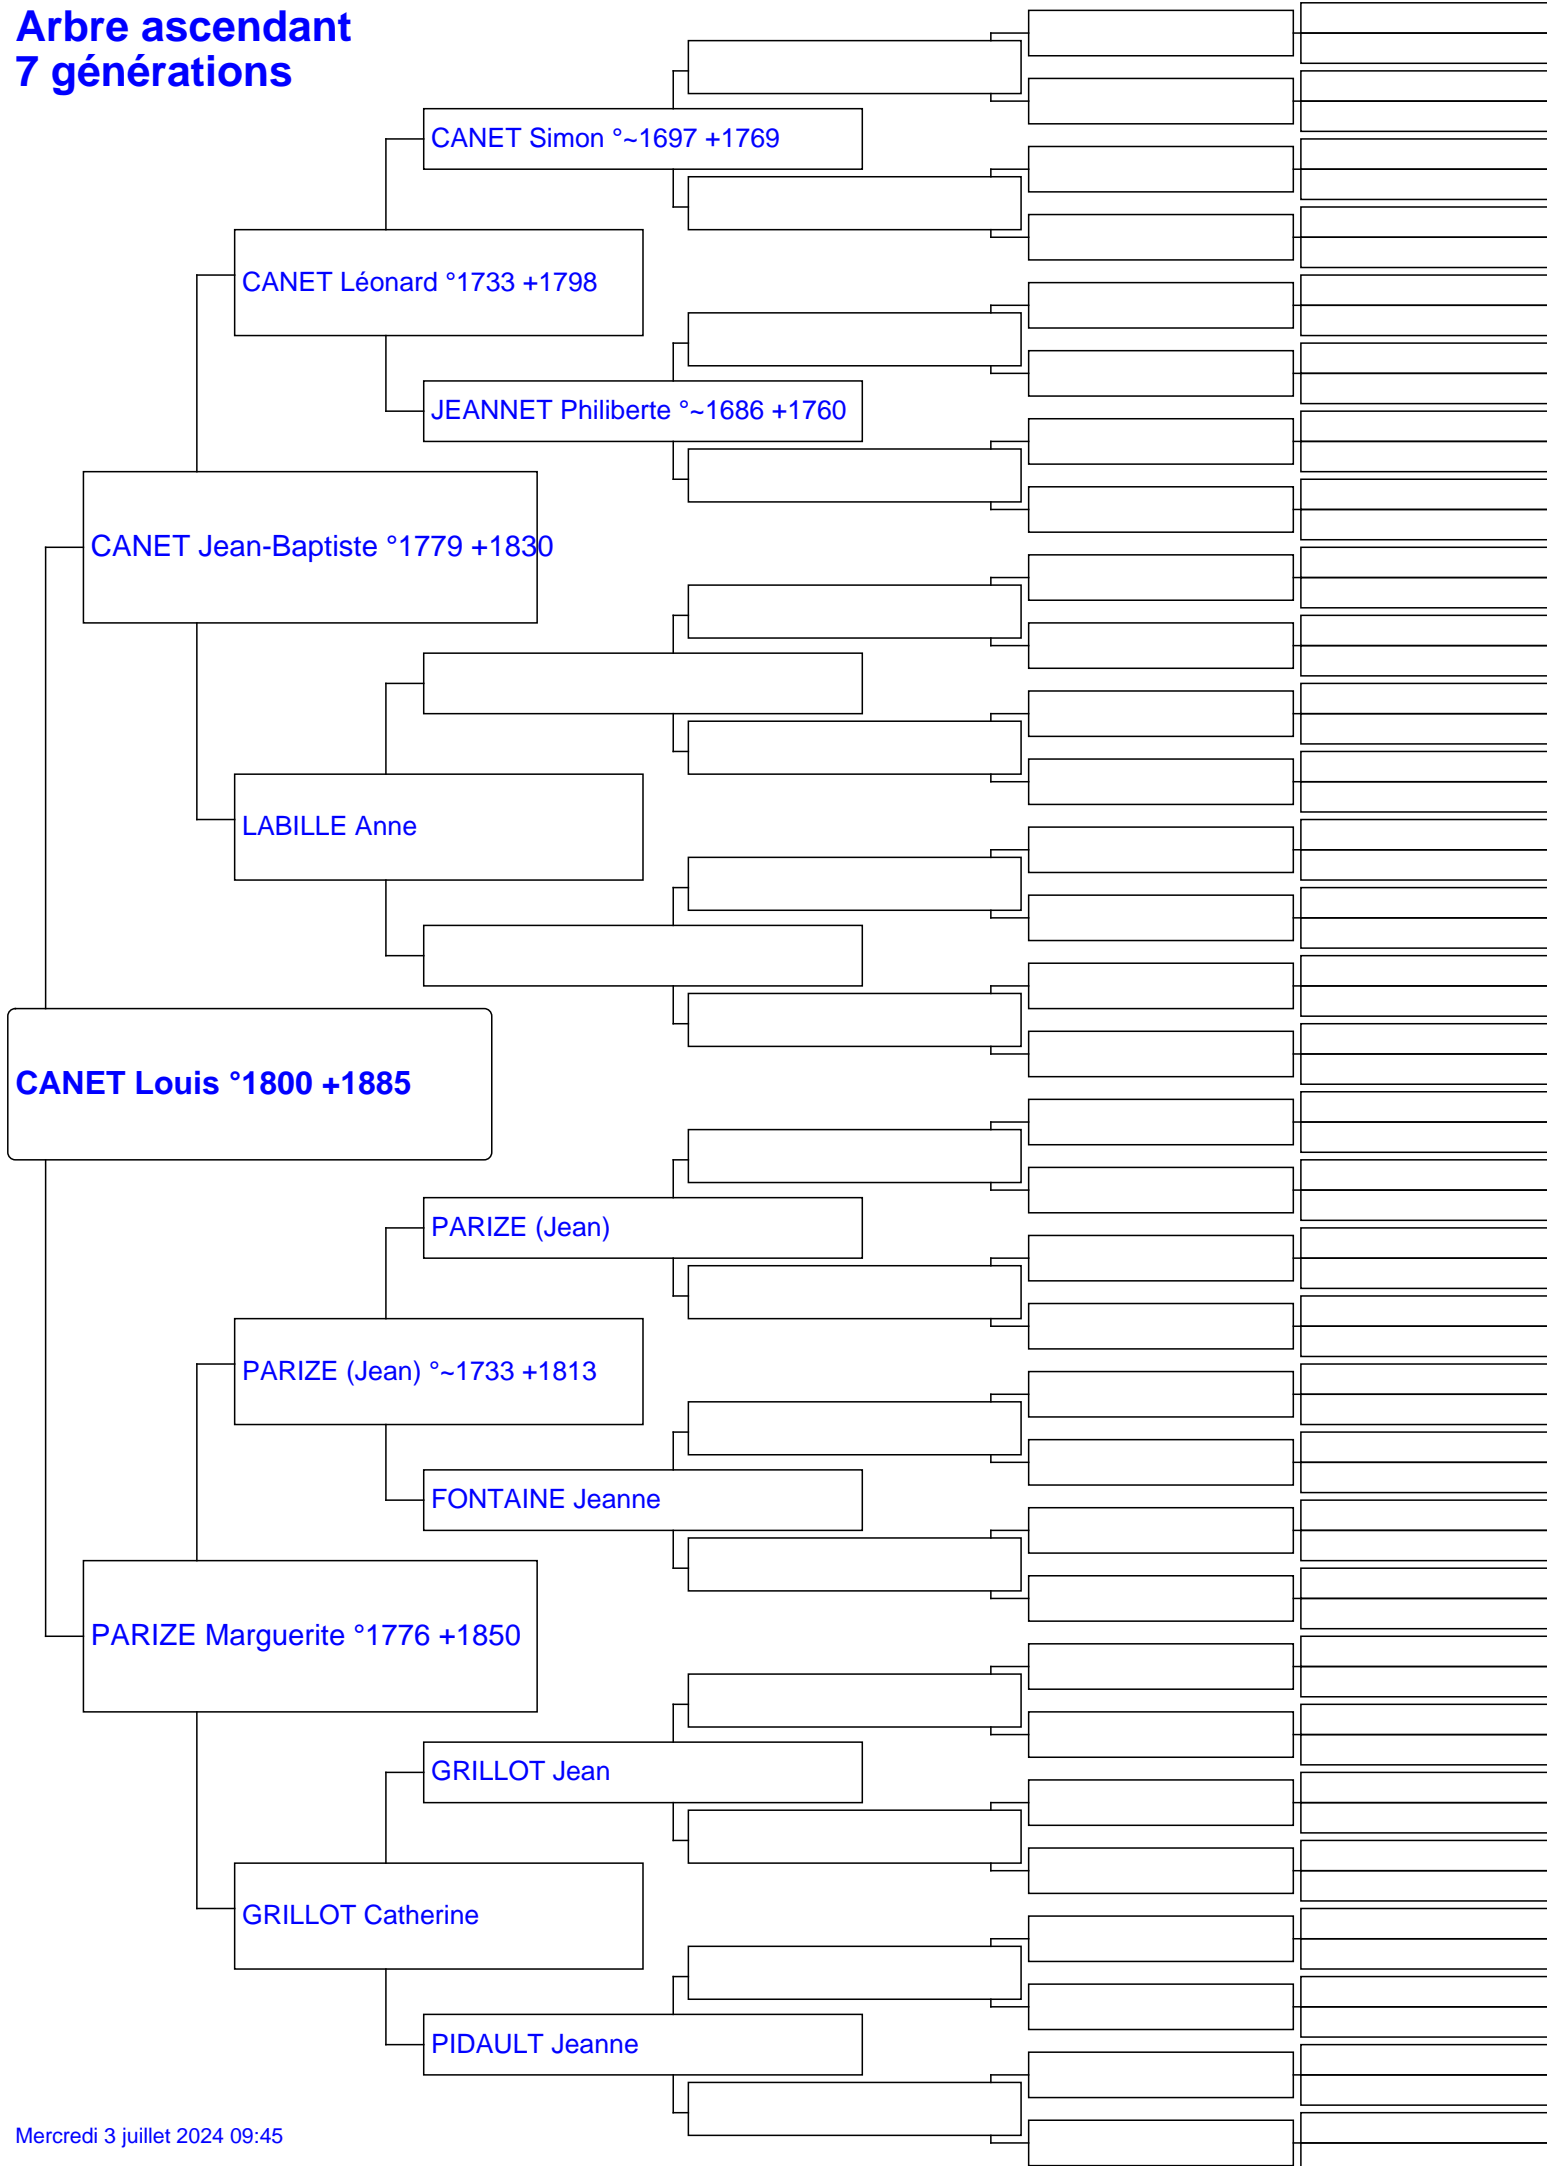 Arbre ascendant
7 générations
CANET Simon °~1697 +1769
CANET Léonard °1733 +1798
JEANNET Philiberte °~1686 +1760
CANET Jean-Baptiste °1779 +1830
LABILLE Anne
CANET Louis °1800 +1885
PARIZE (Jean)
PARIZE (Jean) °~1733 +1813
FONTAINE Jeanne
PARIZE Marguerite °1776 +1850
GRILLOT Jean
GRILLOT Catherine
PIDAULT Jeanne
Mercredi 3 juillet 2024 09:45